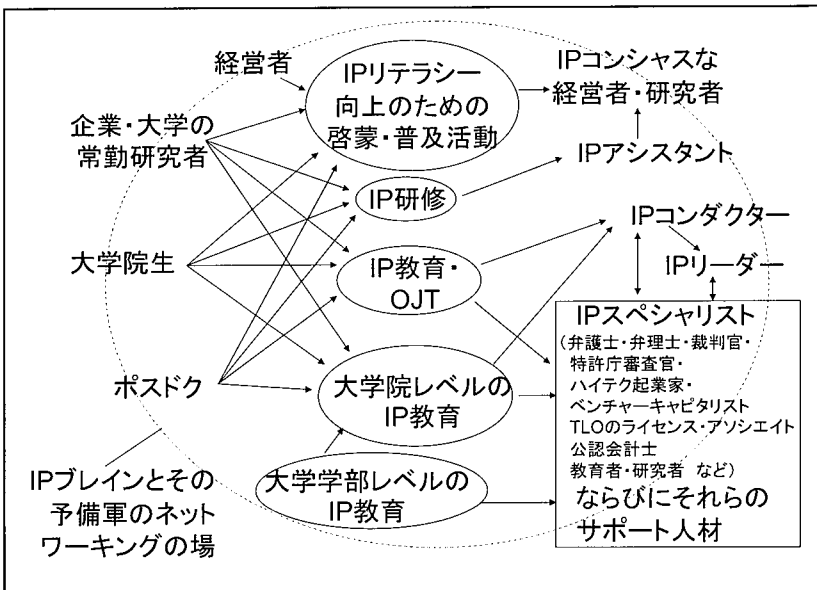 経営者
企業・大学の
常勤研究者
大学院生
ポスドク
IPブレインとその
予備軍のネット
ワーキングの場
IPリテラシー
向上のための
啓蒙・普及活動
IP研修
IP教育・
OJT
大学院レベルの
IP教育
大学学部レベルの
IP教育
IPコンシャスな
経営者・研究者
IPアシスタント
IPコンダクター
IPリーダー
IPスペシャリスト
(弁護士・弁理士・裁判官・
特許庁審査官・
ハイテク起業家・
ベンチャーキャピタリスト
TLOのライセンス・アソシエイト
公認会計士
教育者・研究者 など)
ならびにそれらの
サポート人材